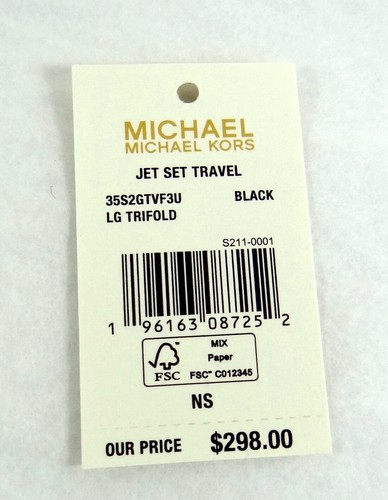 MICHAEL
MICHAEL KORS
JET SET TRAVEL
35S2GTVF3U BLACK
LG TRIFOLD
S211-0001
1 96163 08725 2
FSC
MIX
Paper
FSC™ C012345
NS
OUR PRICE $298.00